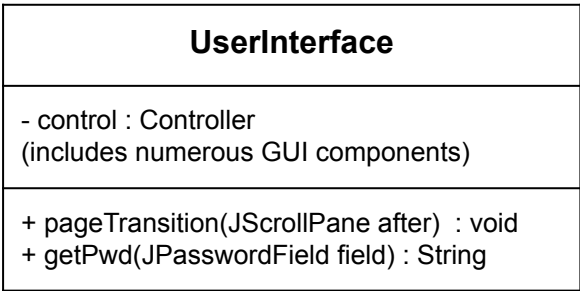 UserInterface
- control : Controller
(includes numerous GUI components)
+ pageTransition(JScrollPane after)  : void
+ getPwd(JPasswordField field) : String